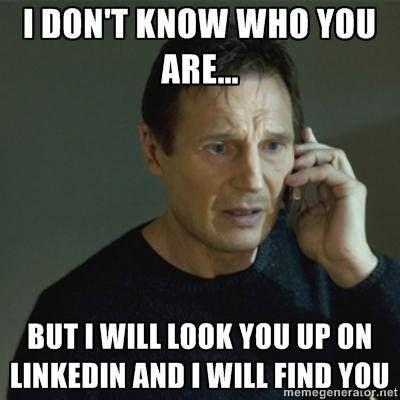 I DON'T KNOW WHO YOU
ARE...
BUT I WILL LOOK YOU UP ON
LINKEDIN AND I WILL FIND YOU
memegenerator.net